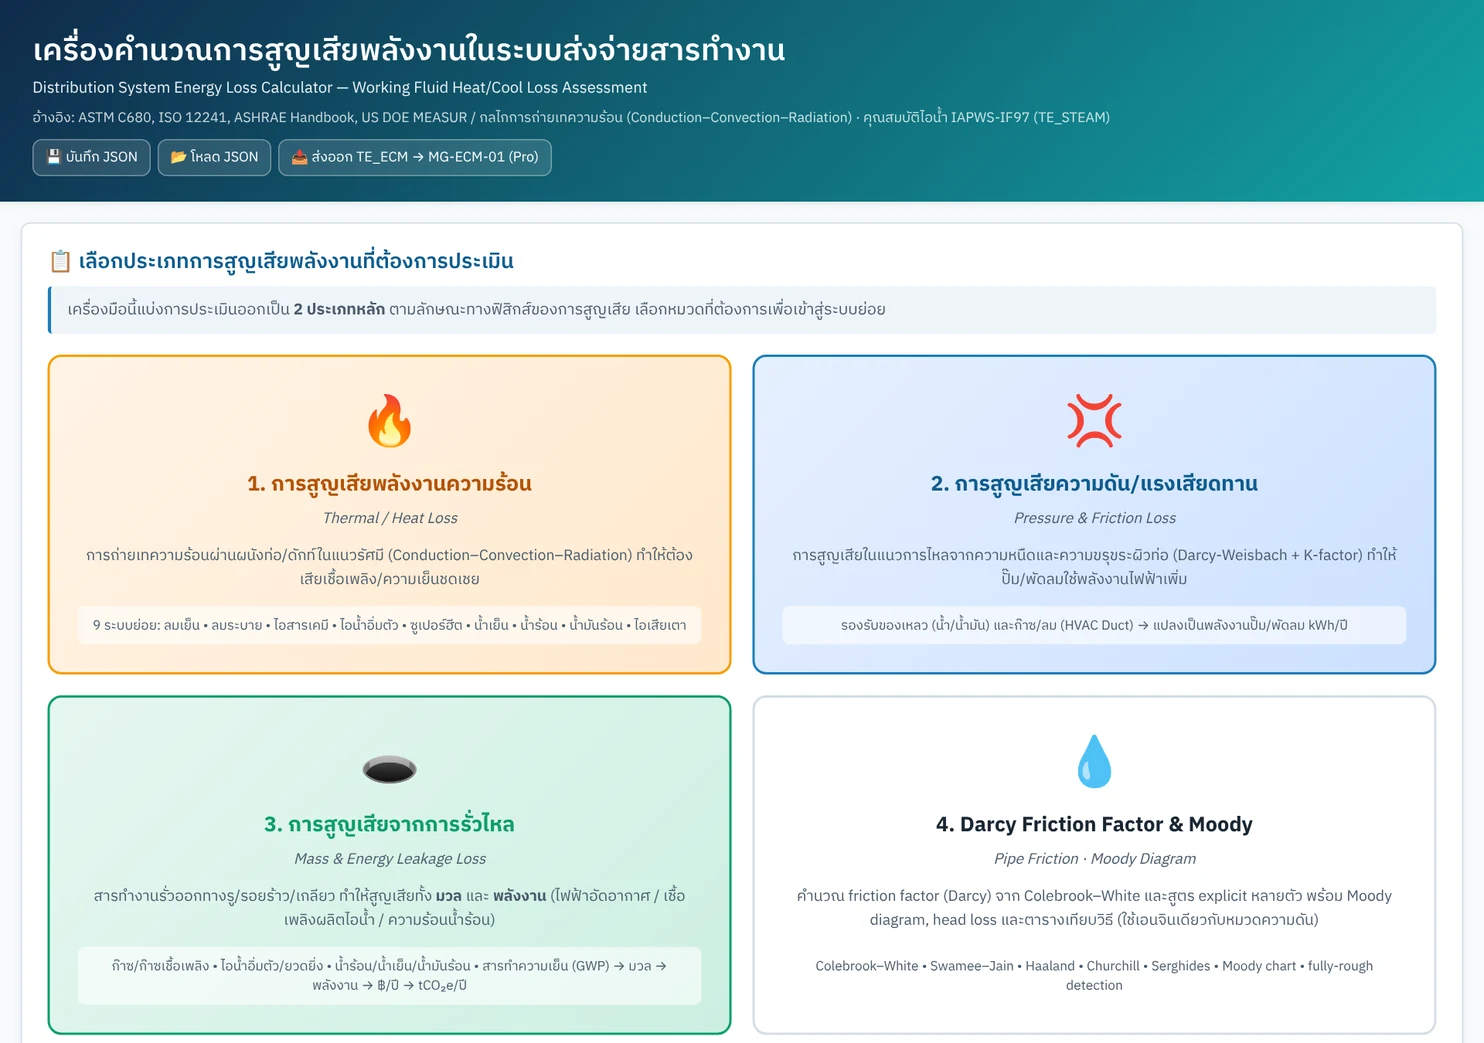 เครื่องคำนวณการสูญเสียพลังงานในระบบส่งจ่ายสารทำงาน
Distribution System Energy Loss Calculator — Working Fluid Heat/Cool Loss Assessment
อ้างอิง: ASTM C680, ISO 12241, ASHRAE Handbook, US DOE MEASUR / กลไกการถ่ายเทความร้อน (Conduction–Convection–Radiation) · คุณสมบัติไอน้ำ IAPWS-IF97 (TE_STEAM)
💾 บันทึก JSON
📂 โหลด JSON
📤 ส่งออก TE_ECM → MG-ECM-01 (Pro)
📋 เลือกประเภทการสูญเสียพลังงานที่ต้องการประเมิน
เครื่องมือนี้แบ่งการประเมินออกเป็น 2 ประเภทหลัก ตามลักษณะทางฟิสิกส์ของการสูญเสีย เลือกหมวดที่ต้องการเพื่อเข้าสู่ระบบย่อย
1. การสูญเสียพลังงานความร้อน
Thermal / Heat Loss
การถ่ายเทความร้อนผ่านผนังท่อ/ดักท์ในแนวรัศมี (Conduction–Convection–Radiation) ทำให้ต้อง
เสียเชื้อเพลิง/ความเย็นชดเชย
9 ระบบย่อย: ลมเย็น • ลมระบาย • ไอสารเคมี • ไอน้ำอิ่มตัว • ซูเปอร์ฮีต • น้ำเย็น • น้ำร้อน • น้ำมันร้อน • ไอเสียเตา
2. การสูญเสียความดัน/แรงเสียดทาน
Pressure & Friction Loss
การสูญเสียในแนวการไหลจากความหนืดและความขรุขระผิวท่อ (Darcy-Weisbach + K-factor) ทำให้
ปั๊ม/พัดลมใช้พลังงานไฟฟ้าเพิ่ม
รองรับของเหลว (น้ำ/น้ำมัน) และก๊าซ/ลม (HVAC Duct) → แปลงเป็นพลังงานปั๊ม/พัดลม kWh/ปี
3. การสูญเสียจากการรั่วไหล
Mass & Energy Leakage Loss
สารทำงานรั่วออกทางรู/รอยร้าว/เกลียว ทำให้สูญเสียทั้ง มวล และ พลังงาน (ไฟฟ้าอัดอากาศ / เชื้อ
เพลิงผลิตไอน้ำ / ความร้อนน้ำร้อน)
ก๊าซ/ก๊าซเชื้อเพลิง • ไอน้ำอิ่มตัว/ยวดยิ่ง • น้ำร้อน/น้ำเย็น/น้ำมันร้อน • สารทำความเย็น (GWP) → มวล →
พลังงาน → ฿/ปี → tCO₂e/ปี
4. Darcy Friction Factor & Moody
Pipe Friction · Moody Diagram
คำนวณ friction factor (Darcy) จาก Colebrook–White และสูตร explicit หลายตัว พร้อม Moody
diagram, head loss และตารางเทียบวิธี (ใช้เอนจินเดียวกับหมวดความดัน)
Colebrook–White • Swamee–Jain • Haaland • Churchill • Serghides • Moody chart • fully-rough
detection